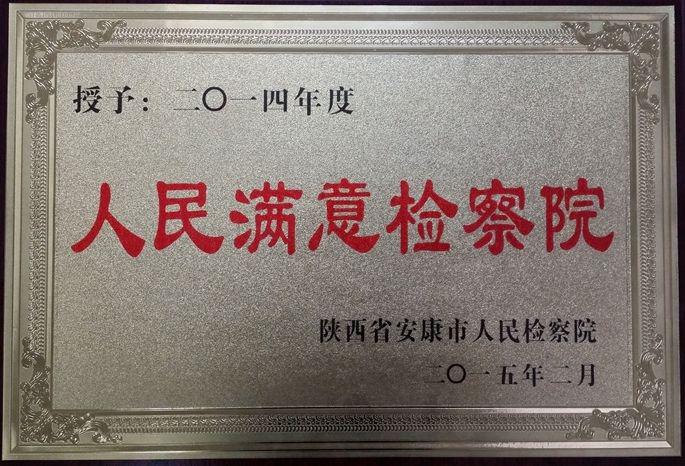 授予：二〇一四年度
人民满意检察院
陕西省安康市人民检察院
二〇一五年二月